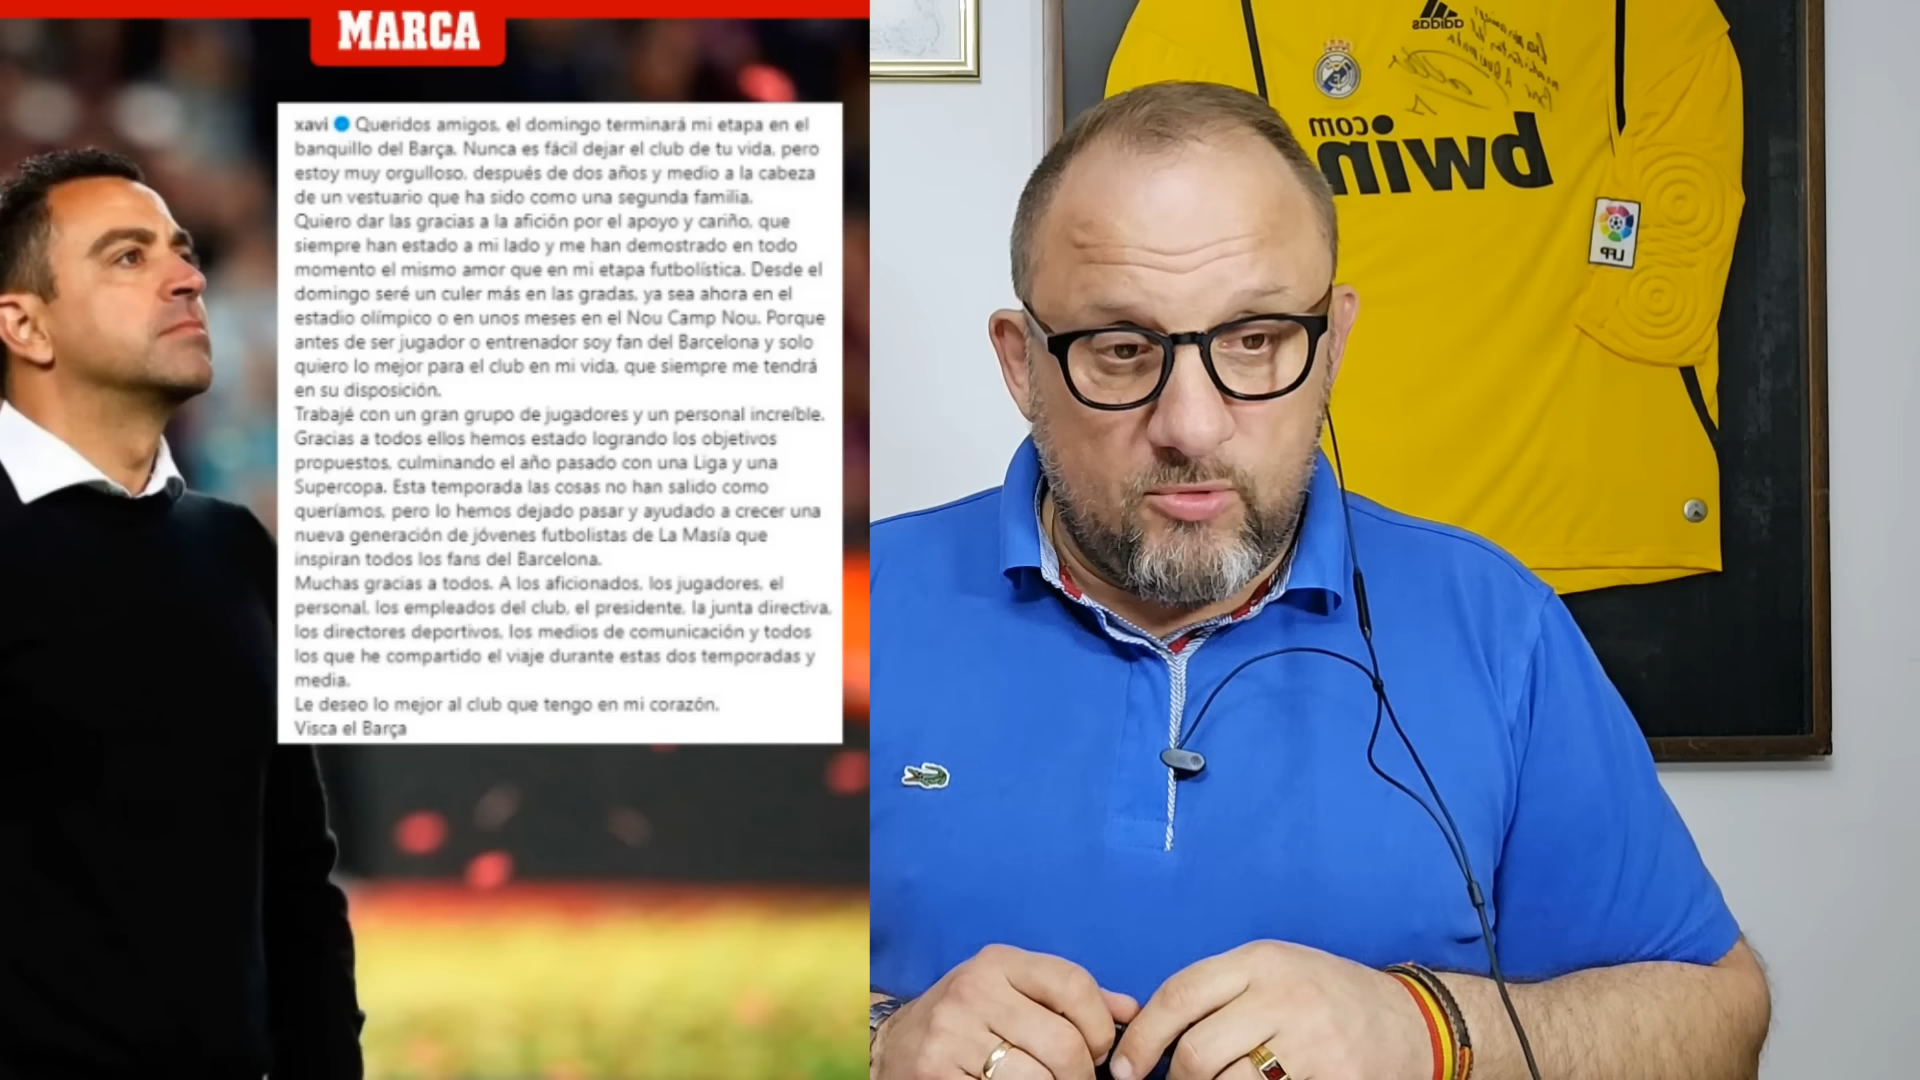 MARCA
xavi Queridos amigos, el domingo terminará mi etapa en el
banquillo del Barça. Nunca es fácil dejar el club de tu vida, pero
estoy muy orgulloso, después de dos años y medio a la cabeza
de un vestuario que ha sido como una segunda familia.
Quiero dar las gracias a la afición por el apoyo y cariño, que
siempre han estado a mi lado y me han demostrado en todo
momento el mismo amor que en mi etapa futbolística. Desde el
domingo seré un culer más en las gradas, ya sea ahora en el
estadio olímpico o en unos meses en el Nou Camp Nou. Porque
antes de ser jugador o entrenador soy fan del Barcelona y solo
quiero lo mejor para el club en mi vida, que siempre me tendrá
en su disposición.
Trabajé con un gran grupo de jugadores y un personal increíble.
Gracias a todos ellos hemos estado logrando los objetivos
propuestos, culminando el año pasado con una Liga y una
Supercopa. Esta temporada las cosas no han salido como
queríamos, pero lo hemos dejado pasar y ayudado a crecer una
nueva generación de jóvenes futbolistas de La Masía que
inspiran todos los fans del Barcelona.
Muchas gracias a todos. A los aficionados, los jugadores, el
personal, los empleados del club, el presidente, la junta directiva,
los directores deportivos, los medios de comunicación y todos
los que he compartido el viaje durante estas dos temporadas y
media.
Le deseo lo mejor al club que tengo en mi corazón.
Visca el Barça
adidas
bwin
.com
LFP